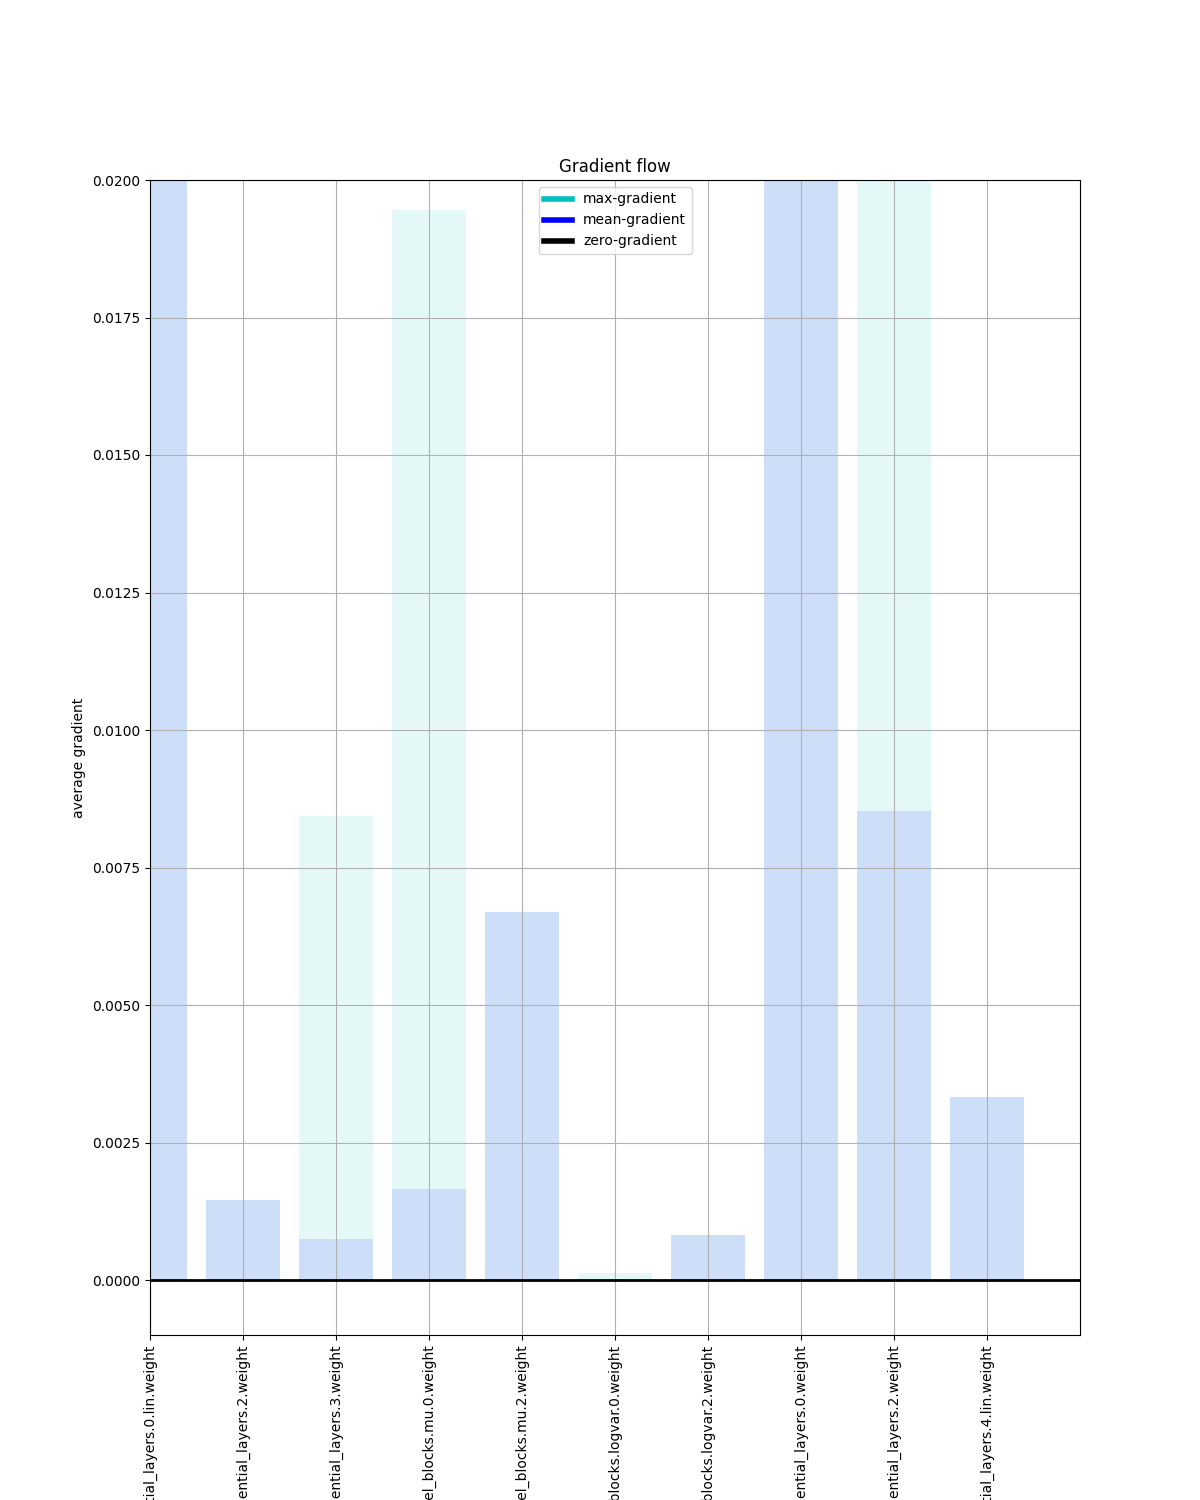 Gradient flow
max-gradient
mean-gradient
zero-gradient
0.0200
0.0175
0.0150
0.0125
0.0100
0.0075
0.0050
0.0025
0.0000
average gradient
tial_layers.0.lin.weight
ential_layers.2.weight
ential_layers.3.weight
el_blocks.mu.0.weight
el_blocks.mu.2.weight
blocks.logvar.0.weight
blocks.logvar.2.weight
ential_layers.0.weight
ential_layers.2.weight
tial_layers.4.lin.weight